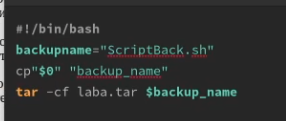 #!/bin/bash
backupname="ScriptBack.sh"
cp"$0" "backup_name"
tar -cf laba.tar $backup_name